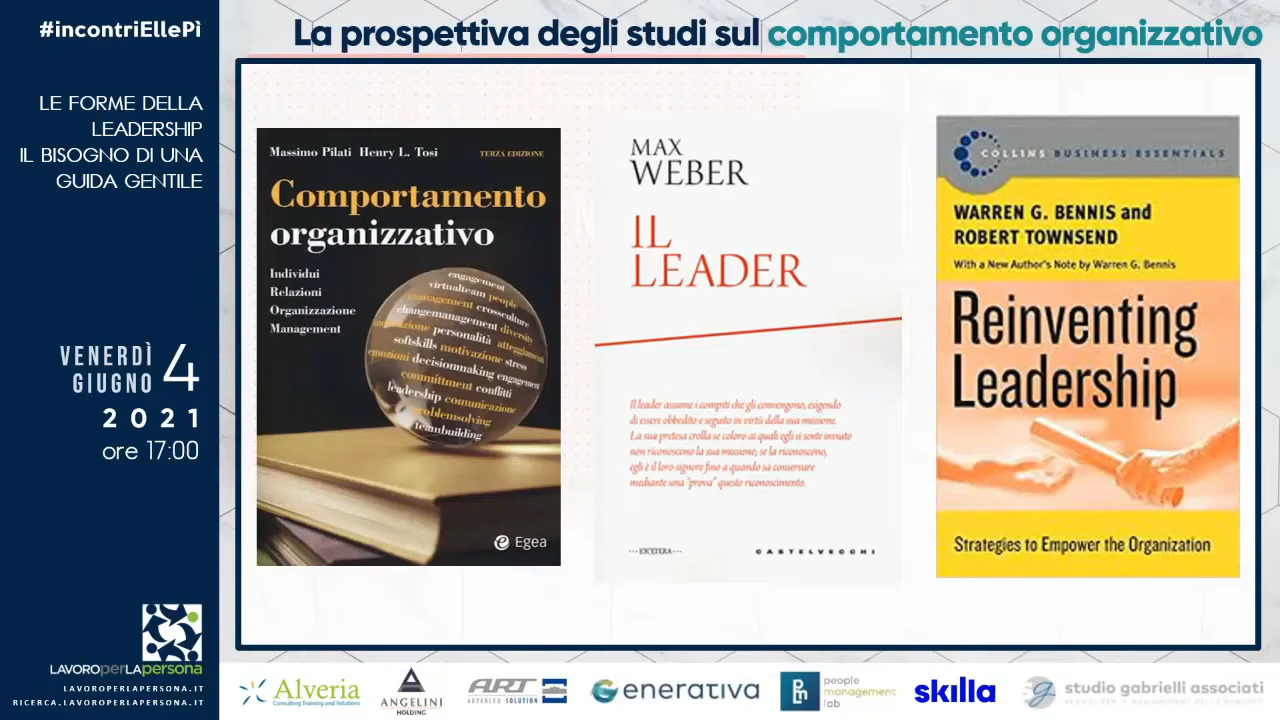 #incontriEllePì
LE FORME DELLA
LEADERSHIP
IL BISOGNO DI UNA
GUIDA GENTILE
VENERDÌ
GIUGNO
4
2021
ore 17:00
LAVOROperLApersona
LAVOROPERLAPERSONA.IT
RICERCA.LAVOROPERLAPERSONA.IT
La prospettiva degli studi sul comportamento organizzativo
Massimo Pilati Henry L. Tosi
TERZA EDIZIONE
Comportamento
organizzativo
Individui
Relazioni
Organizzazione
Management
engagement
virtualteam people
management crossculture
changemanagement diversity
personalità atteggiamenti
softskills motivazione stress
emozioni decisionmaking engagement
committment conflitti
leadership comunicazione
problemsolving
teambuilding
Egea
MAX
WEBER
IL
LEADER
Il leader assume i compiti che gli convengono, esigendo
di essere obbedito e seguito in virtù della sua missione.
La sua pretesa crolla se coloro ai quali egli si sente inviato
non riconoscono la sua missione; se la riconoscono,
egli è il loro signore fino a quando sa conservare
mediante una "prova" questo riconoscimento.
CASTELVECCHI
COLLINS BUSINESS ESSENTIALS
WARREN G. BENNIS and
ROBERT TOWNSEND
With a New Author's Note by Warren G. Bennis
Reinventing
Leadership
Strategies to Empower the Organization
Alveria
Consulting Training and Solutions
ANGELINI
HOLDING
ART
ADVANCED SOLUTION
Generativa
people
management
lab
skilla
studio gabrielli associati